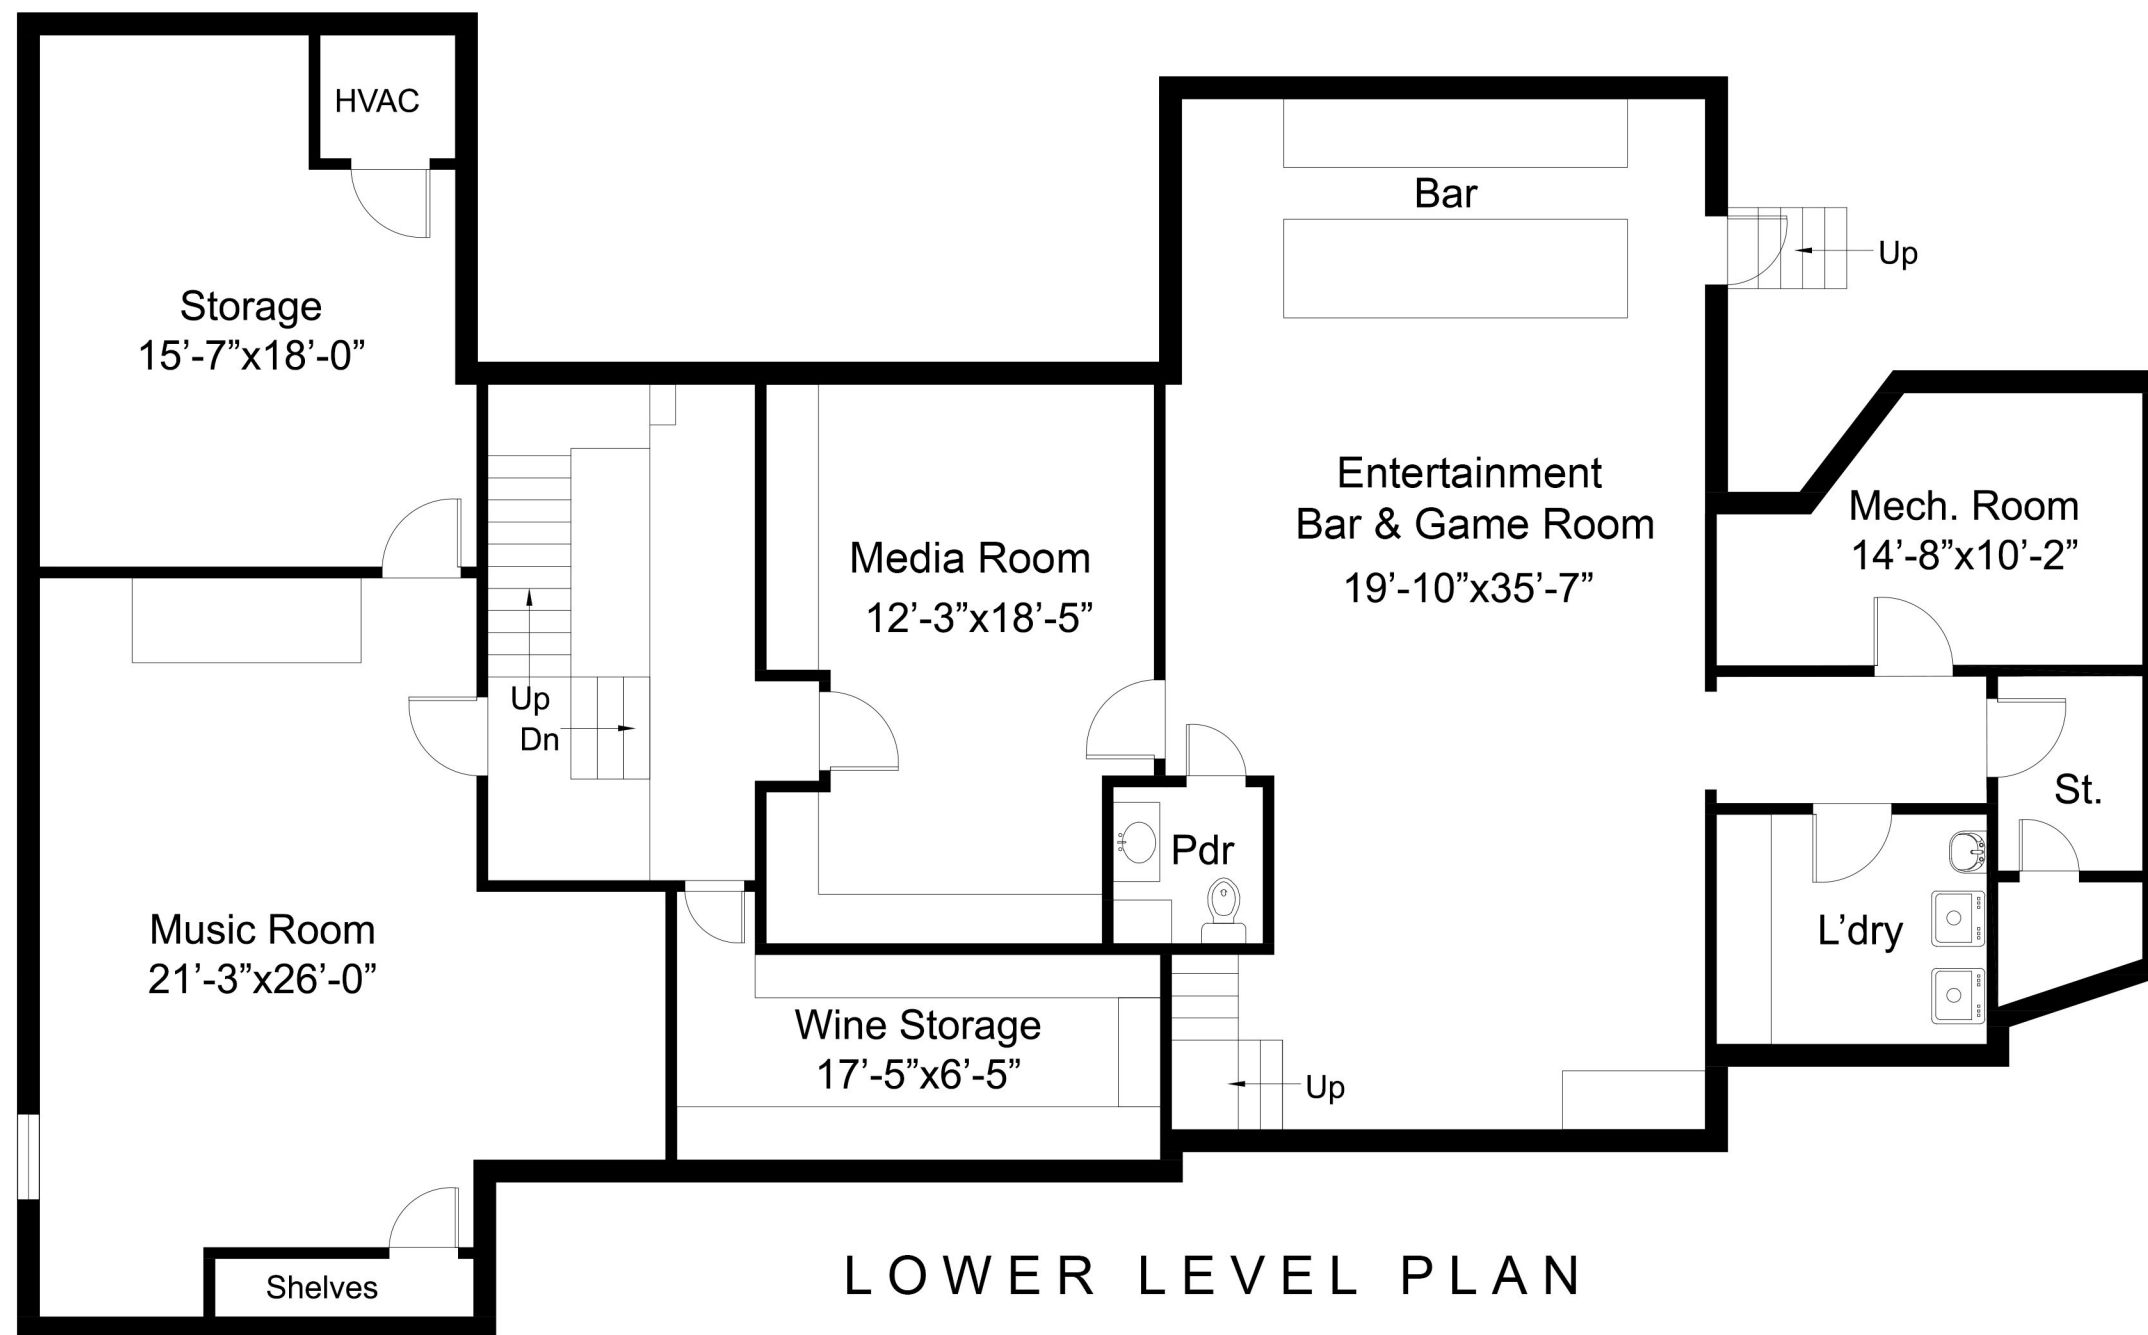 HVAC
Storage
15’-7”x18’-0”
Bar
Up
Entertainment
Bar & Game Room
19’-10”x35’-7”
Mech. Room
14’-8”x10’-2”
Media Room
12’-3”x18’-5”
Up
Dn
St.
Pdr
L’dry
Music Room
21’-3”x26’-0”
Wine Storage
17’-5”x6’-5”
Up
Shelves
LOWER LEVEL PLAN